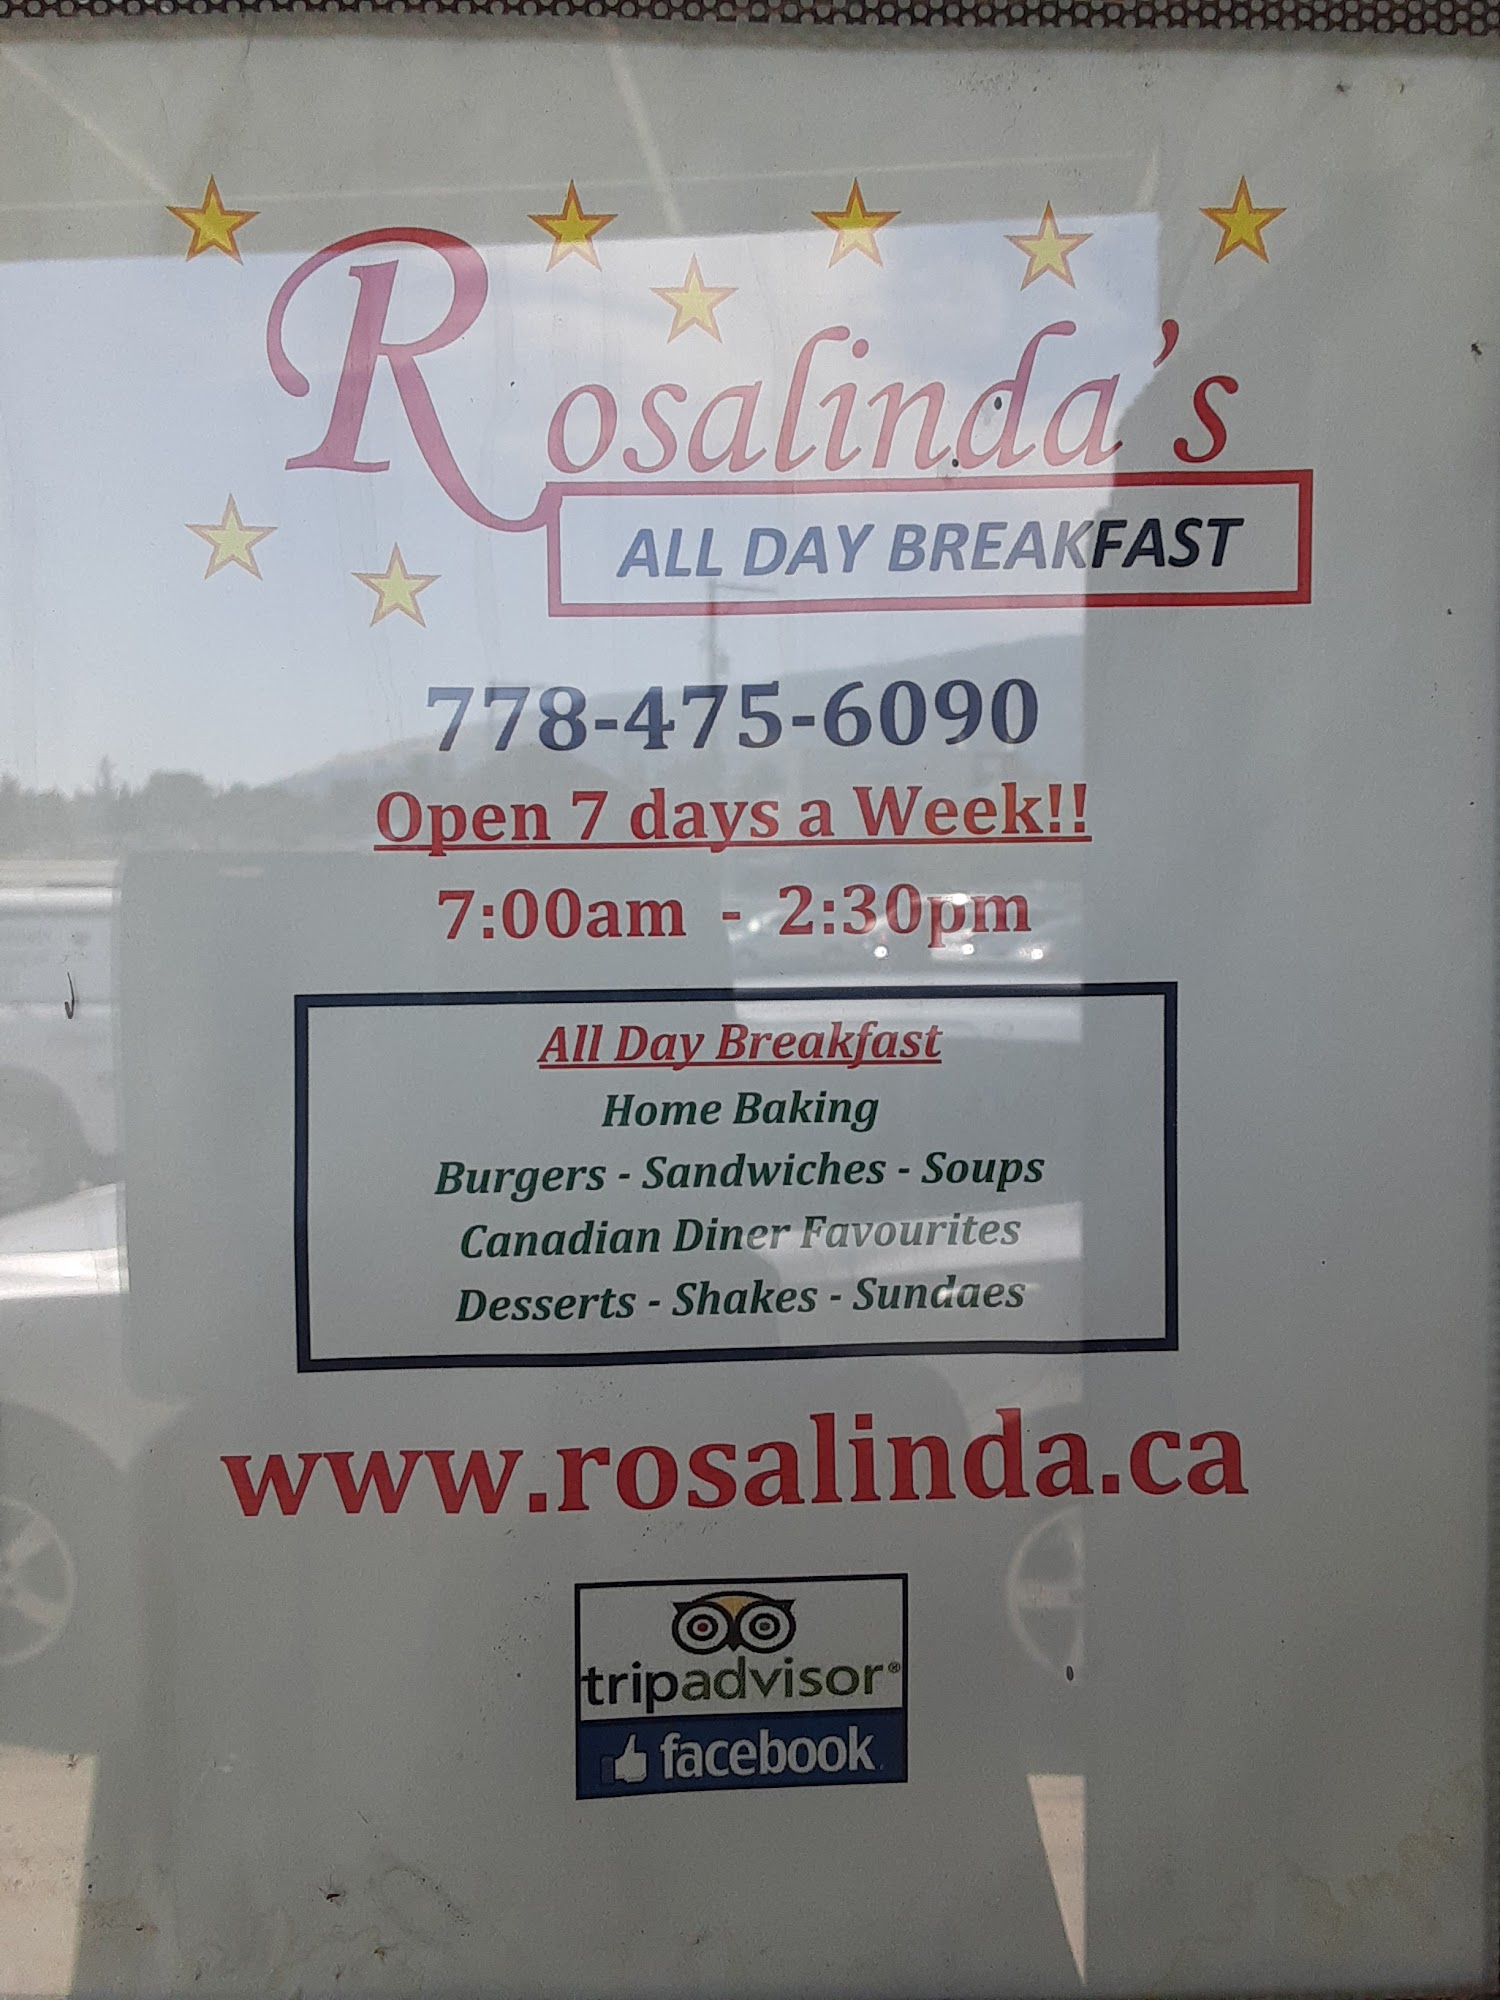 Rosalinda's
ALL DAY BREAKFAST
778-475-6090
Open 7 days a Week!!
7:00am - 2:30pm
All Day Breakfast
Home Baking
Burgers - Sandwiches - Soups
Canadian Diner Favourites
Desserts - Shakes - Sundaes
www.rosalinda.ca
tripadvisor®
facebook